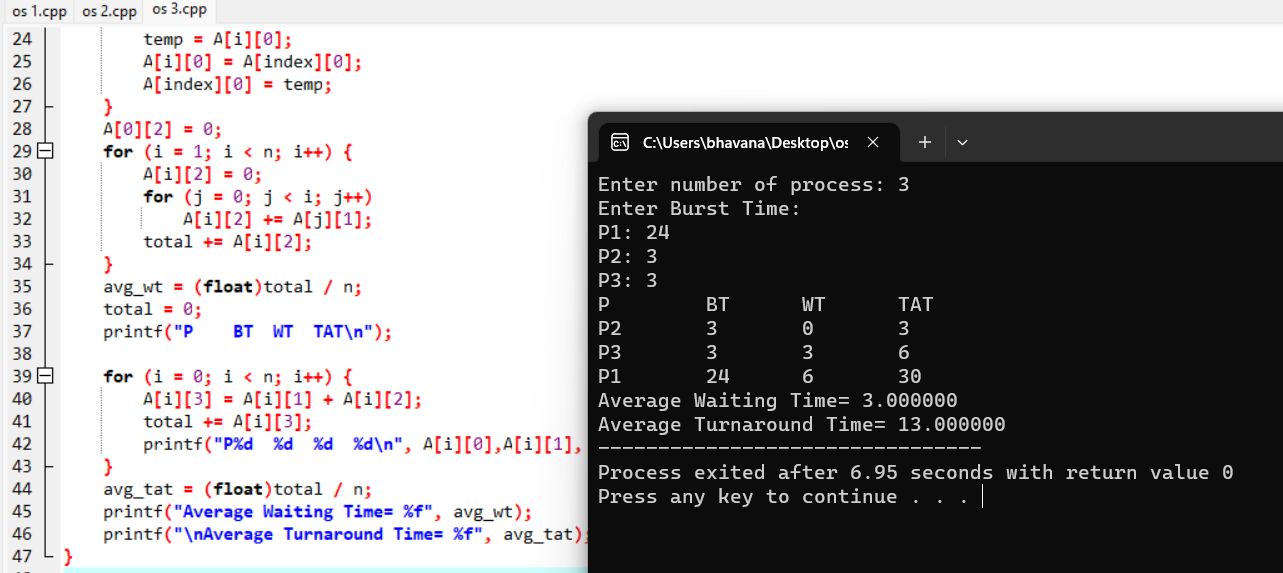 os 1.cpp os 2.cpp os 3.cpp
24 temp = A[i][0];
25 A[i][0] = A[index][0];
26 A[index][0] = temp;
27 }
28 A[0][2] = 0;
29 for (i = 1; i < n; i++) {
30 A[i][2] = 0;
31 for (j = 0; j < i; j++)
32 A[i][2] += A[j][1];
33 total += A[i][2];
34 }
35 avg_wt = (float)total / n;
36 total = 0;
37 printf("P    BT  WT  TAT\n");
38
39 for (i = 0; i < n; i++) {
40 A[i][3] = A[i][1] + A[i][2];
41 total += A[i][3];
42 printf("P%d  %d  %d  %d\n", A[i][0],A[i][1],
43 }
44 avg_tat = (float)total / n;
45 printf("Average Waiting Time= %f", avg_wt);
46 printf("\nAverage Turnaround Time= %f", avg_tat);
47 }
C:\Users\bhavana\Desktop\os
Enter number of process: 3
Enter Burst Time:
P1: 24
P2: 3
P3: 3
P BT WT TAT
P2 3 0 3
P3 3 3 6
P1 24 6 30
Average Waiting Time= 3.000000
Average Turnaround Time= 13.000000
--------------------------------
Process exited after 6.95 seconds with return value 0
Press any key to continue . . .